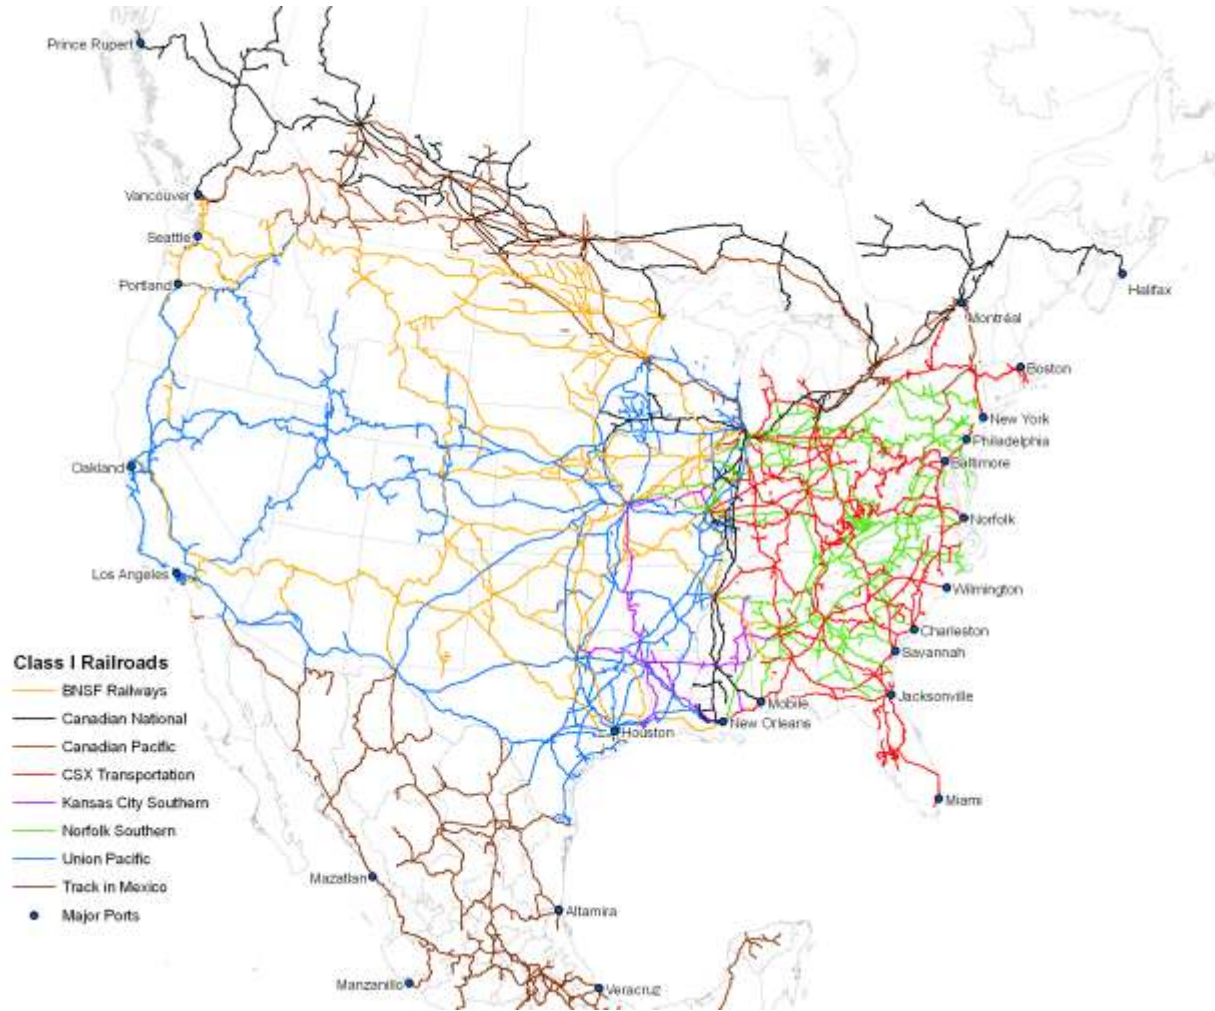 Prince Rupert
Vancouver
Seattle
Portland
Halifax
Montréal
Boston
New York
Philadelphia
Oakland
Baltimore
Norfolk
Los Angeles
Wilmington
Charleston
Savannah
Class I Railroads
BNSF Railways
Canadian National
Canadian Pacific
CSX Transportation
Kansas City Southern
Norfolk Southern
Union Pacific
Track in Mexico
Major Ports
Jacksonville
Mobile
New Orleans
Houston
Miami
Mazatlan
Altamira
Manzanillo
Veracruz